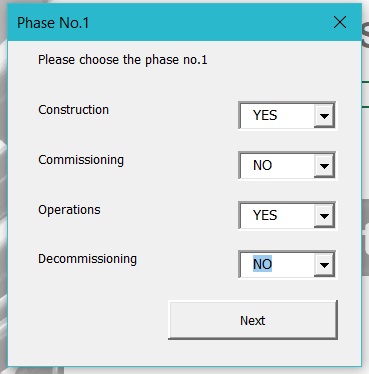 Phase No.1
Please choose the phase no.1
Construction YES
Commissioning NO
Operations YES
Decommissioning NO
Next